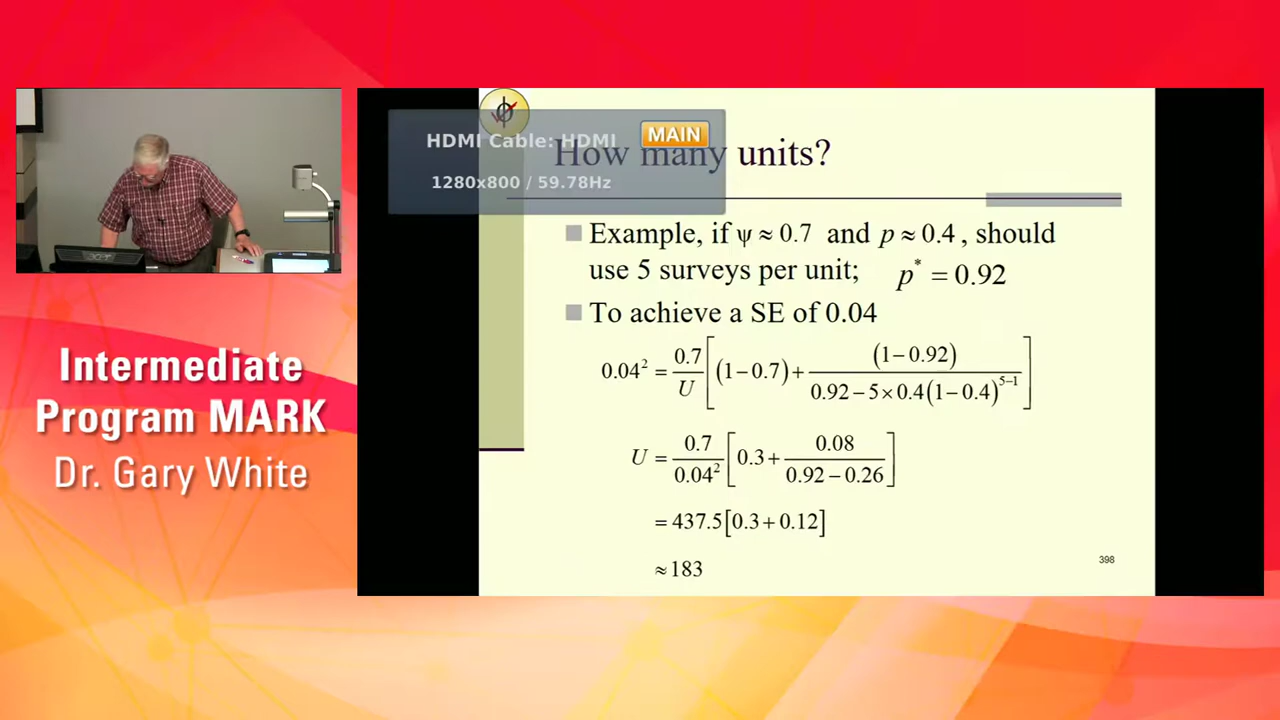 HDMI Cable: HDMI
MAIN
1280x800 / 59.78Hz
How many units?
Example, if ψ ≈ 0.7 and p ≈ 0.4, should
use 5 surveys per unit; p* = 0.92
To achieve a SE of 0.04
0.04² = 0.7/U [(1−0.7) + (1−0.92)/(0.92−5×0.4(1−0.4)^(5−1))]
U = 0.7/0.04² [0.3 + 0.08/(0.92−0.26)]
= 437.5[0.3+0.12]
≈ 183
398
Intermediate
Program MARK
Dr. Gary White
acer